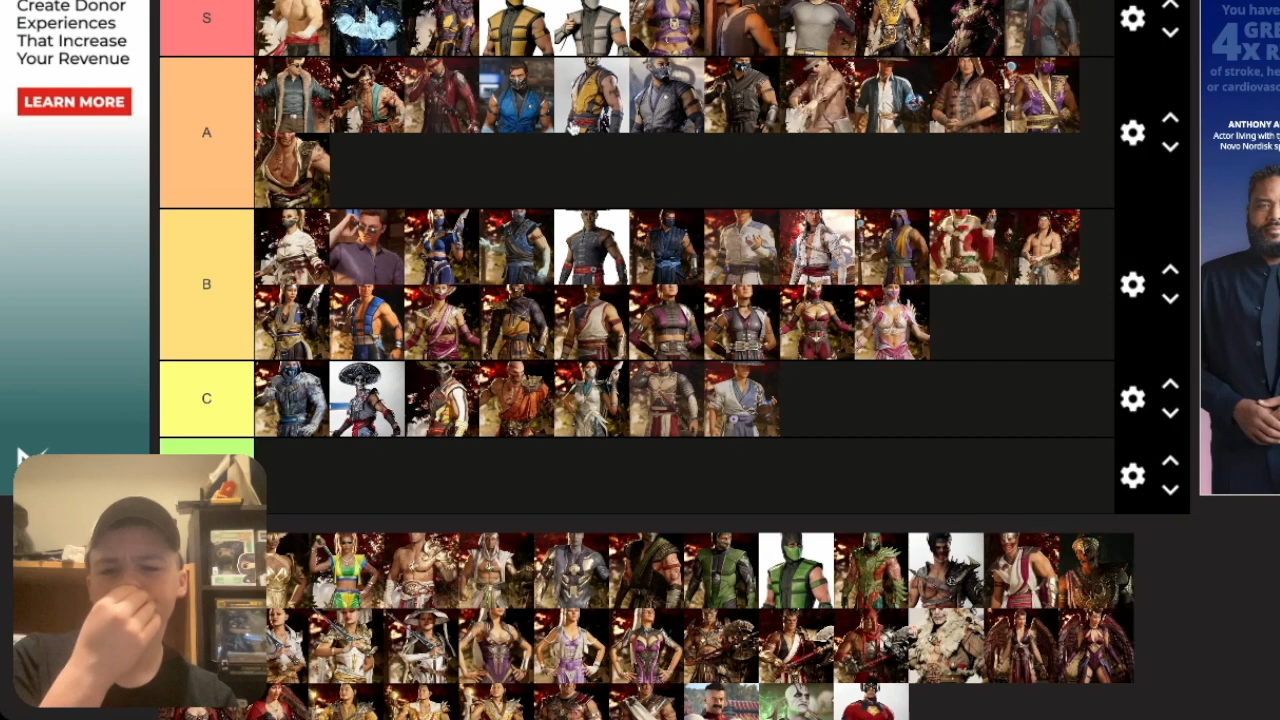 Create Donor
Experiences
That Increase
Your Revenue
LEARN MORE
S
A
B
C
You have
4X
GRE
of stroke, he
or cardiovasc
ANTHONY A
Actor living with t
Novo Nordisk sp